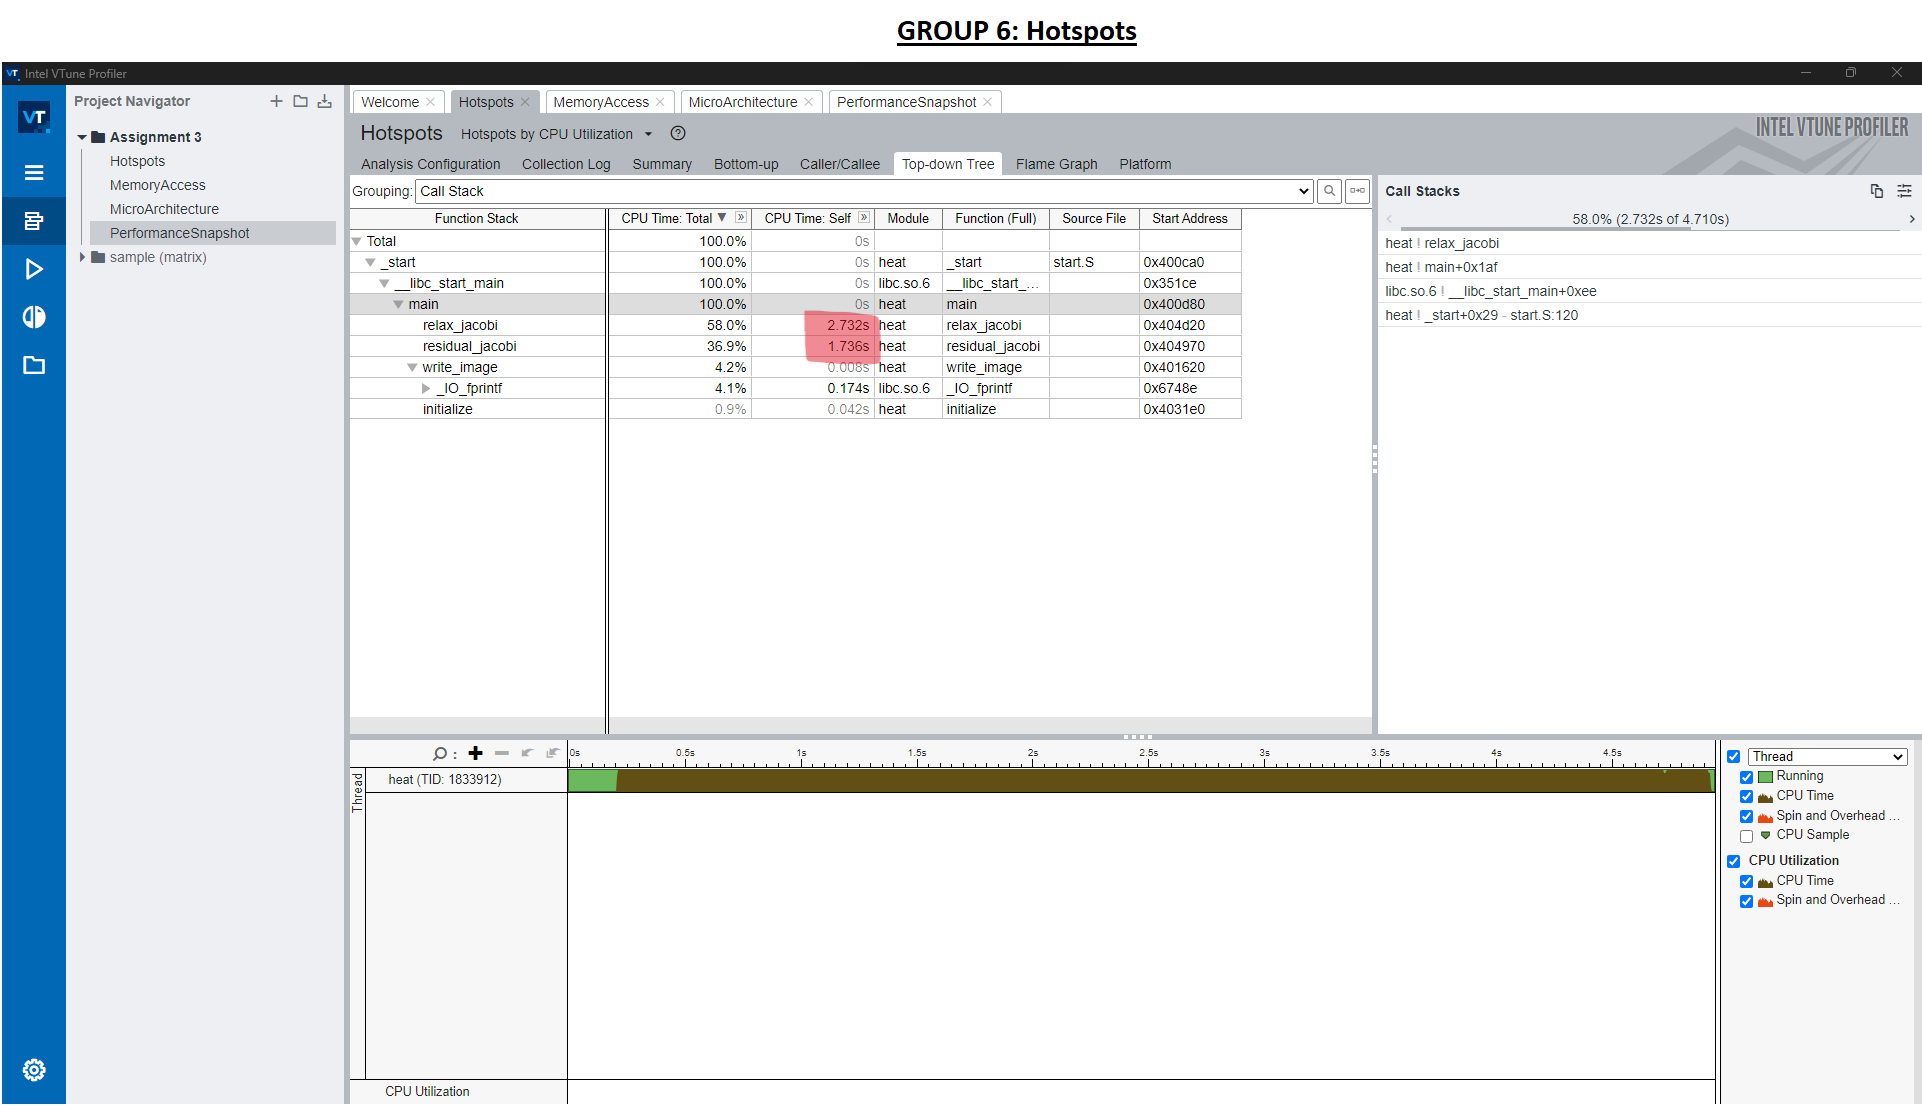 GROUP 6: Hotspots
VT Intel VTune Profiler
VT
Project Navigator
Assignment 3
Hotspots
MemoryAccess
MicroArchitecture
PerformanceSnapshot
sample (matrix)
Welcome Hotspots MemoryAccess MicroArchitecture PerformanceSnapshot
Hotspots Hotspots by CPU Utilization
INTEL VTUNE PROFILER
Analysis Configuration Collection Log Summary Bottom-up Caller/Callee Top-down Tree Flame Graph Platform
Grouping: Call Stack
Function Stack CPU Time: Total CPU Time: Self Module Function (Full) Source File Start Address
Total 100.0% 0s
_start 100.0% 0s heat _start start.S 0x400ca0
__libc_start_main 100.0% 0s libc.so.6 __libc_start_... 0x351ce
main 100.0% 0s heat main 0x400d80
relax_jacobi 58.0% 2.732s heat relax_jacobi 0x404d20
residual_jacobi 36.9% 1.736s heat residual_jacobi 0x404970
write_image 4.2% 0.008s heat write_image 0x401620
_IO_fprintf 4.1% 0.174s libc.so.6 _IO_fprintf 0x6748e
initialize 0.9% 0.042s heat initialize 0x4031e0
Call Stacks
58.0% (2.732s of 4.710s)
heat ! relax_jacobi
heat ! main+0x1af
libc.so.6 ! __libc_start_main+0xee
heat ! _start+0x29 - start.S:120
0s 0.5s 1s 1.5s 2s 2.5s 3s 3.5s 4s 4.5s
Thread
heat (TID: 1833912)
CPU Utilization
Thread
Running
CPU Time
Spin and Overhead ...
CPU Sample
CPU Utilization
CPU Time
Spin and Overhead ...